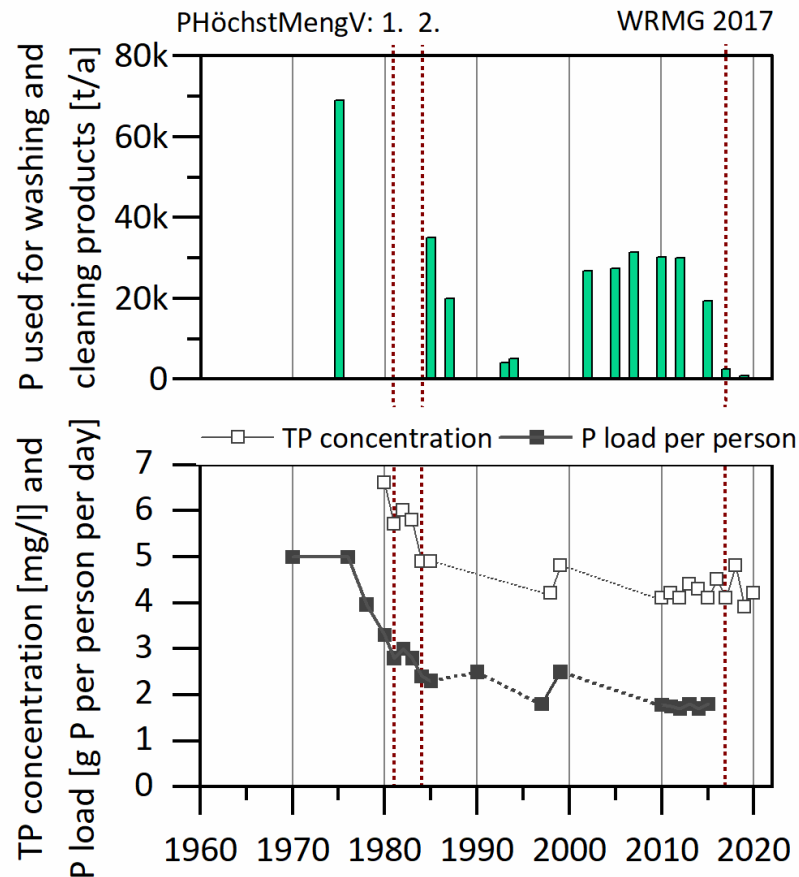 PHöchstMengV: 1. 2. WRMG 2017
P used for washing and
cleaning products [t/a]
80k
60k
40k
20k
0
TP concentration P load per person
TP concentration [mg/l] and
P load [g P per person per day]
7
6
5
4
3
2
1
0
1960 1970 1980 1990 2000 2010 2020